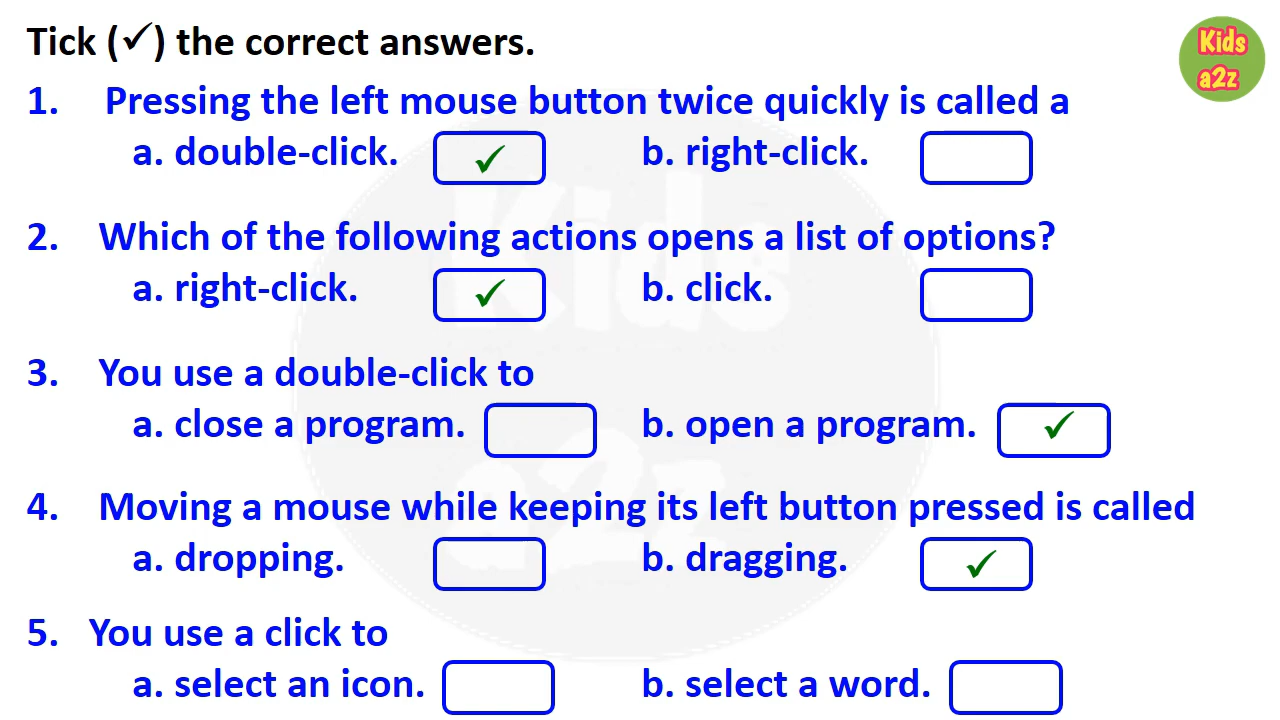 Tick (✓) the correct answers.
Kids
a2z
1. Pressing the left mouse button twice quickly is called a
a. double-click. ✓ b. right-click.
2. Which of the following actions opens a list of options?
a. right-click. ✓ b. click.
3. You use a double-click to
a. close a program. b. open a program. ✓
4. Moving a mouse while keeping its left button pressed is called
a. dropping. b. dragging. ✓
5. You use a click to
a. select an icon. b. select a word.
Kids
a2z